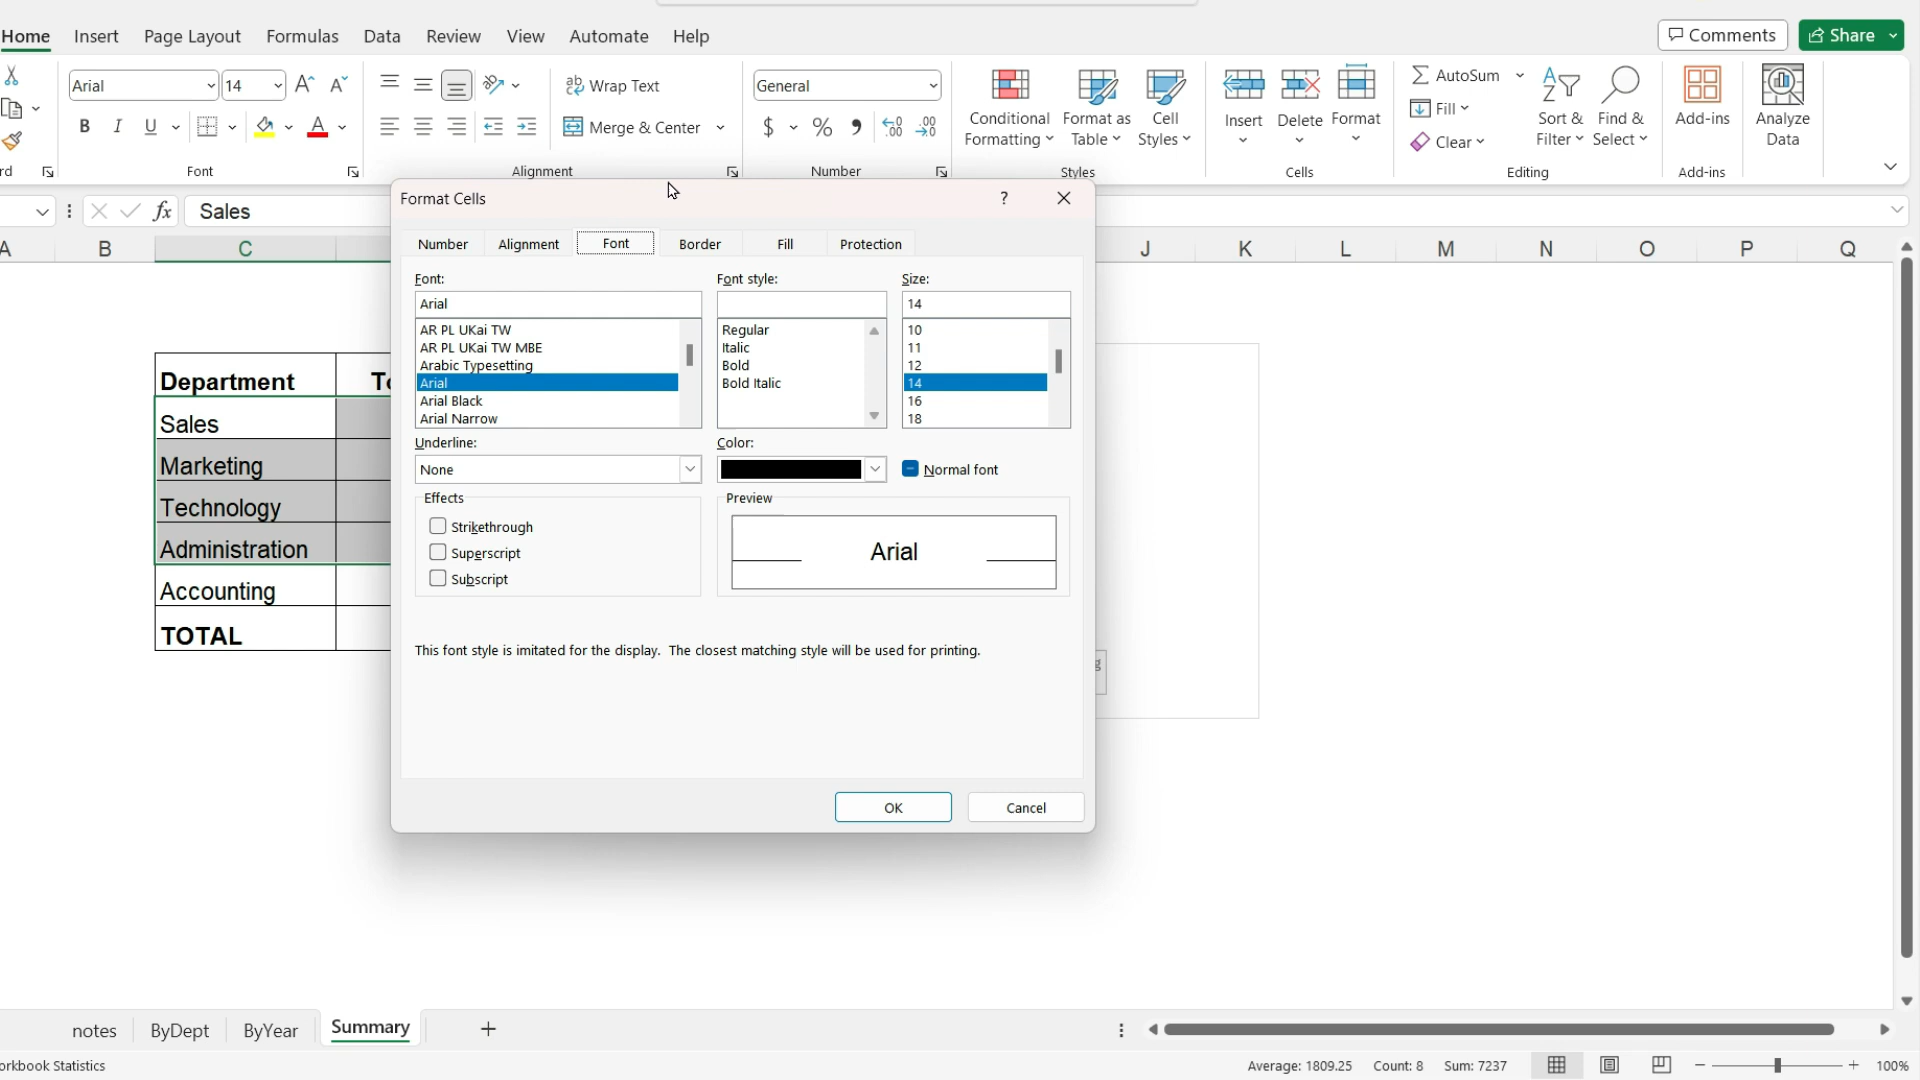 Home Insert Page Layout Formulas Data Review View Automate Help Comments Share
Arial 14 Wrap Text General Conditional Formatting Format as Table Cell Styles Insert Delete Format AutoSum Fill Clear Sort & Filter Find & Select Add-ins Analyze Data
B I U A Merge & Center $ % 9
rd Font Alignment Number Styles Cells Editing Add-ins
fx Sales
A B C J K L M N O P Q
Format Cells ?
Number Alignment Font Border Fill Protection
Font: Font style: Size:
Arial 14
AR PL UKai TW Regular 10
AR PL UKai TW MBE Italic 11
Arabic Typesetting Bold 12
Arial Bold Italic 14
Arial Black 16
Arial Narrow 18
Underline: Color:
None Normal font
Effects Preview
Strikethrough
Superscript Arial
Subscript
This font style is imitated for the display. The closest matching style will be used for printing.
OK Cancel
Department To
Sales
Marketing
Technology
Administration
Accounting
TOTAL
notes ByDept ByYear Summary +
orkbook Statistics Average: 1809.25 Count: 8 Sum: 7237 100%